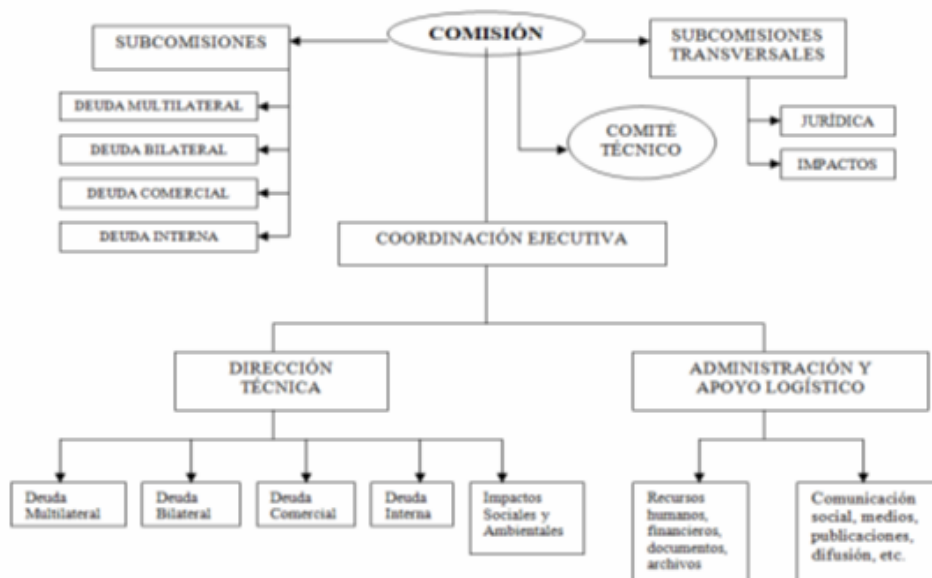 COMISIÓN
SUBCOMISIONES
DEUDA MULTILATERAL
DEUDA BILATERAL
DEUDA COMERCIAL
DEUDA INTERNA
SUBCOMISIONES
TRANSVERSALES
JURÍDICA
IMPACTOS
COMITÉ
TÉCNICO
COORDINACIÓN EJECUTIVA
DIRECCIÓN
TÉCNICA
ADMINISTRACIÓN Y
APOYO LOGÍSTICO
Deuda
Multilateral
Deuda
Bilateral
Deuda
Comercial
Deuda
Interna
Impactos
Sociales y
Ambientales
Recursos
humanos,
financieros,
documentos,
archivos
Comunicación
social, medios,
publicaciones,
difusión, etc.